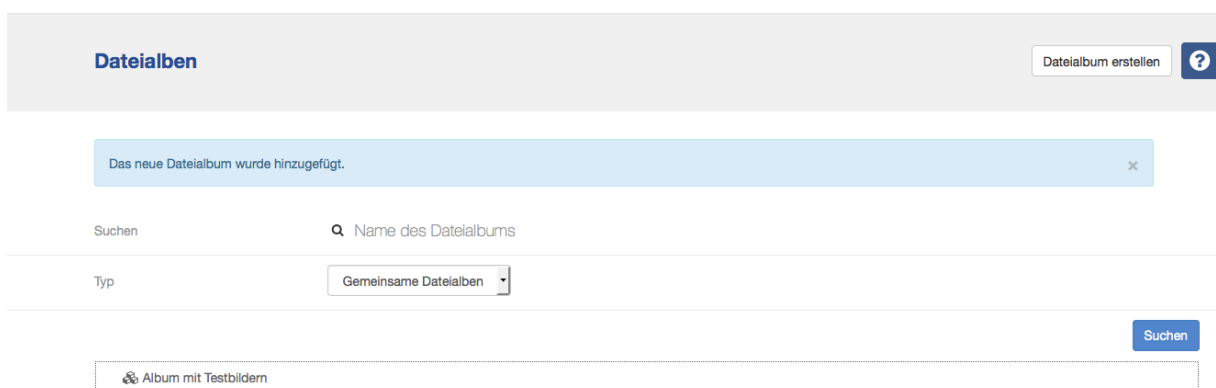 Dateialben
Dateialbum erstellen
Das neue Dateialbum wurde hinzugefügt.
×
Suchen
Name des Dateialbums
Typ
Gemeinsame Dateialben
Suchen
Album mit Testbildern